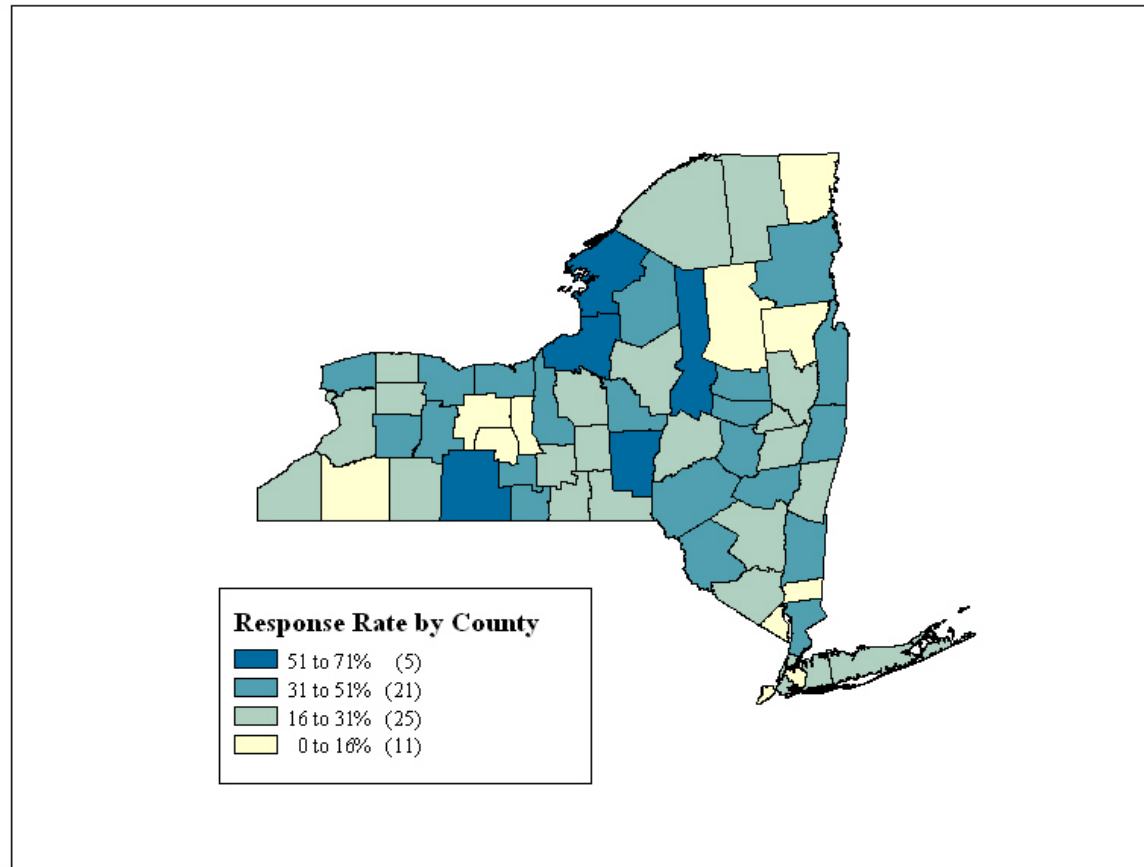 Response Rate by County
51 to 71% (5)
31 to 51% (21)
16 to 31% (25)
0 to 16% (11)